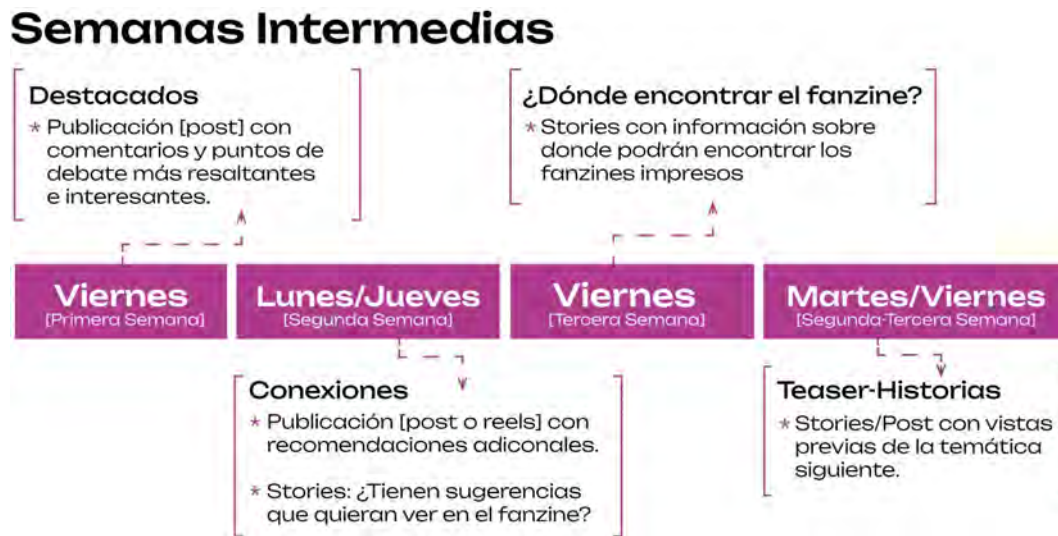 Semanas Intermedias
Destacados
* Publicación [post] con
comentarios y puntos de
debate más resaltantes
e interesantes.
¿Dónde encontrar el fanzine?
* Stories con información sobre
donde podrán encontrar los
fanzines impresos
Viernes
[Primera Semana]
Lunes/Jueves
[Segunda Semana]
Viernes
[Tercera Semana]
Martes/Viernes
[Segunda-Tercera Semana]
Conexiones
* Publicación [post o reels] con
recomendaciones adiconales.
* Stories: ¿Tienen sugerencias
que quieran ver en el fanzine?
Teaser-Historias
* Stories/Post con vistas
previas de la temática
siguiente.